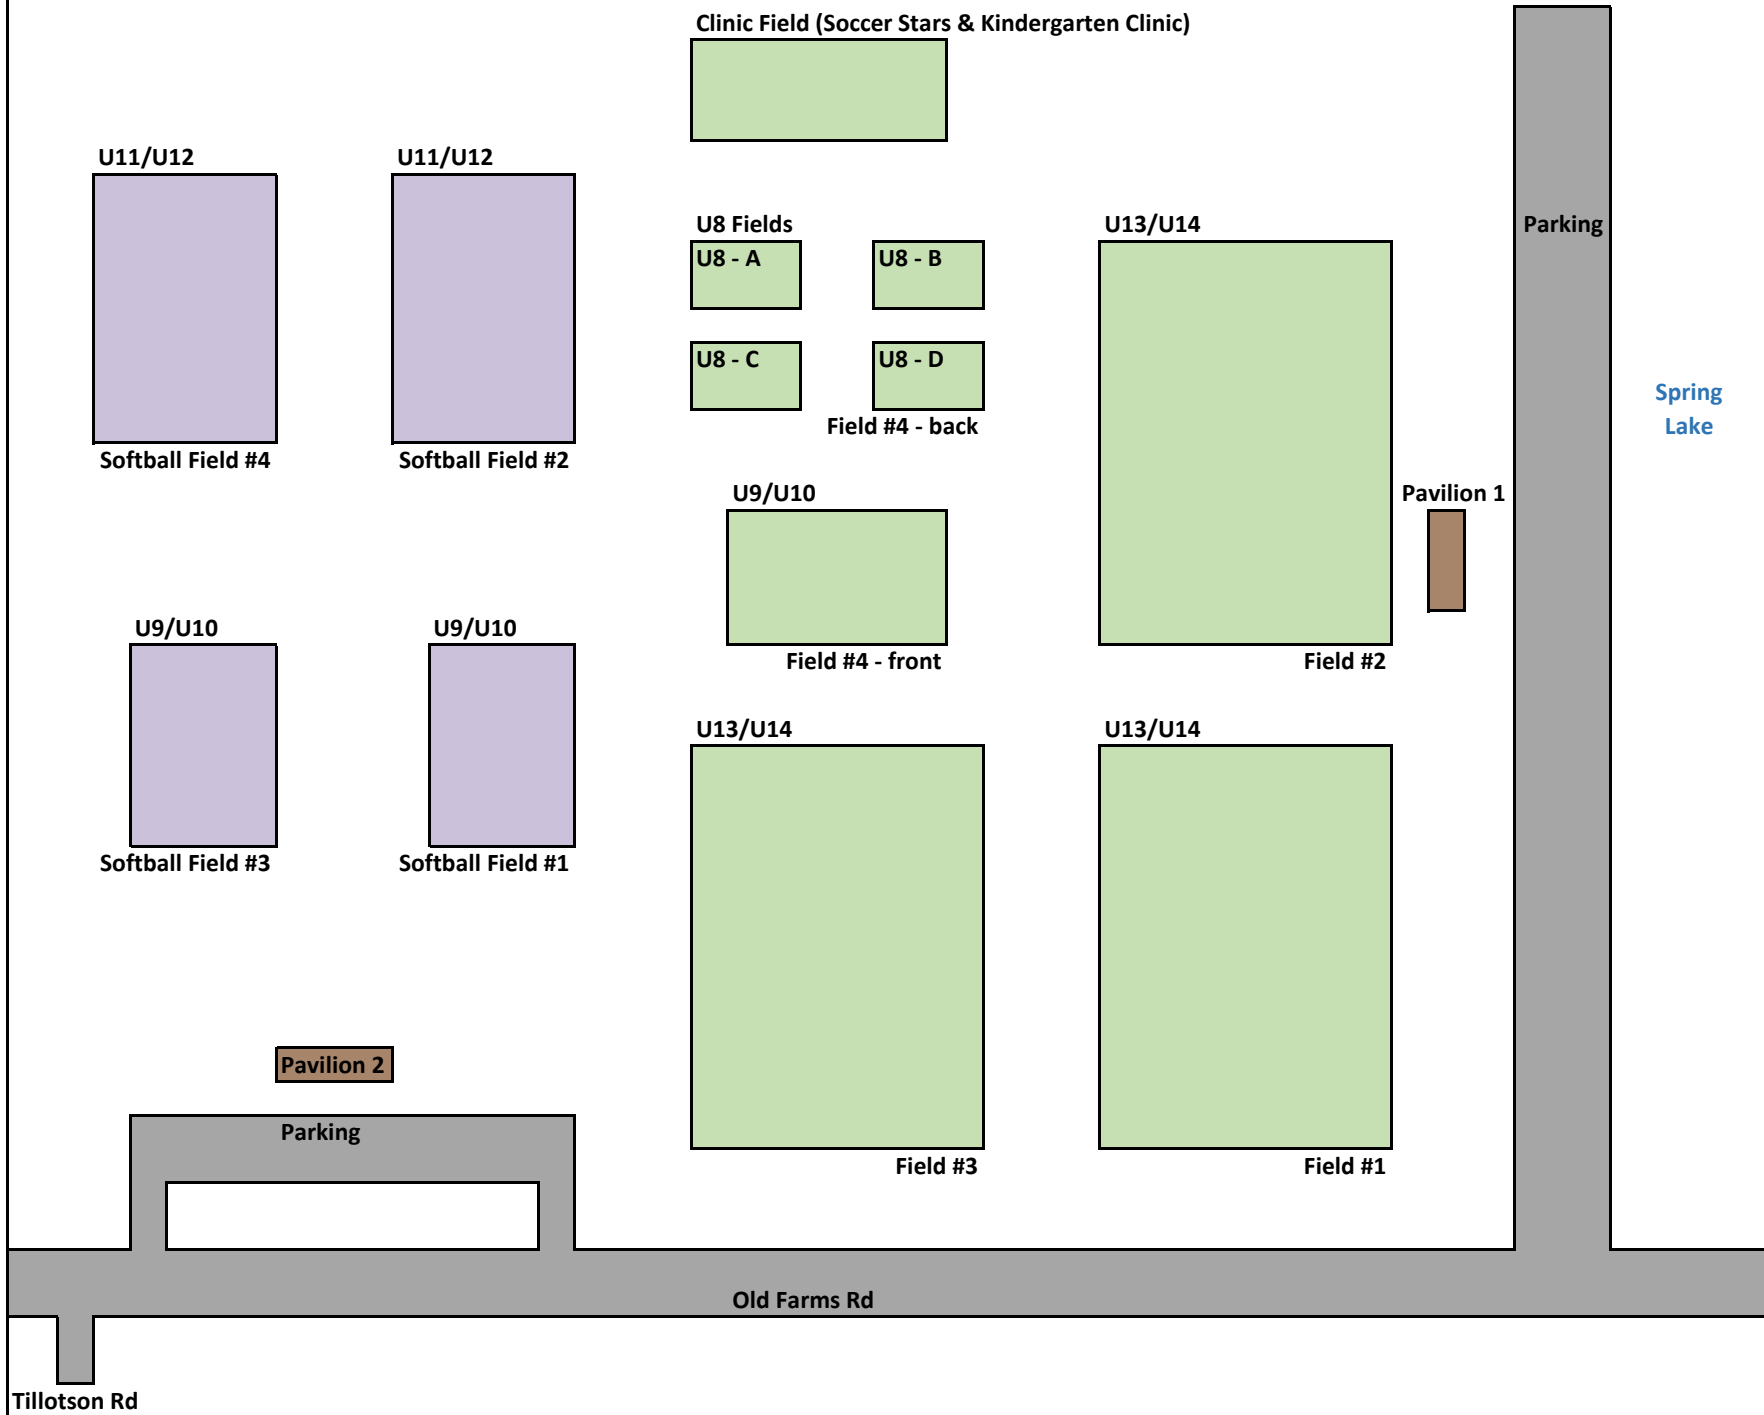 Clinic Field (Soccer Stars & Kindergarten Clinic)
U11/U12
U11/U12
U8 Fields
U13/U14
Parking
U8 - A
U8 - B
U8 - C
U8 - D
Spring
Lake
Field #4 - back
Softball Field #4
Softball Field #2
U9/U10
Pavilion 1
U9/U10
U9/U10
Field #4 - front
Field #2
U13/U14
U13/U14
Softball Field #3
Softball Field #1
Pavilion 2
Parking
Field #3
Field #1
Old Farms Rd
Tillotson Rd